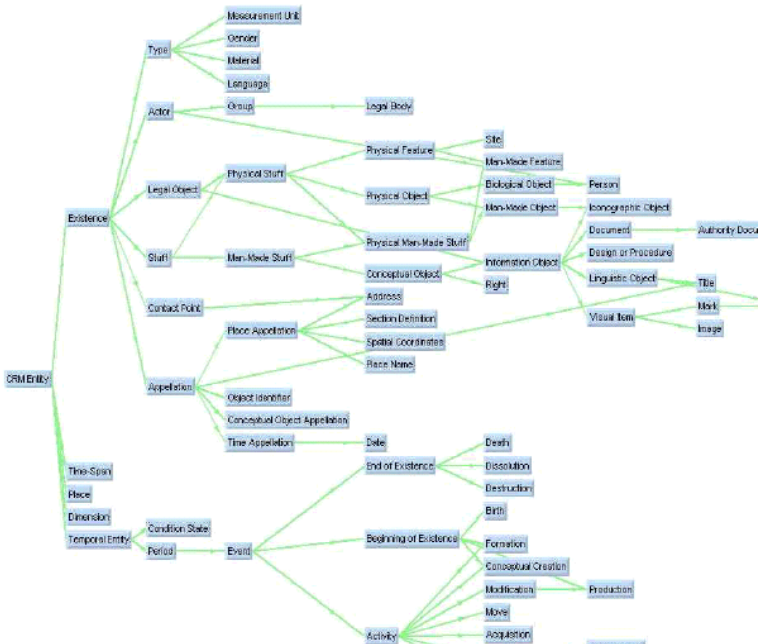 Measurement Unit
Gender
Type
Material
Language
Group
Legal Body
Actor
Site
Physical Feature
Man-Made Feature
Physical Stuff
Biological Object
Person
Legal Object
Physical Object
Man-Made Object
Iconographic Object
Existence
Document
Authority Docu
Physical Man-Made Stuff
Design or Procedure
Stuff
Man-Made Stuff
Information Object
Conceptual Object
Linguistic Object
Title
Right
Address
Mark
Contact Point
Section Definition
Visual Item
Place Appellation
Image
Spatial Coordinates
Place Name
CRM Entity
Appellation
Object Identifier
Conceptual Object Appellation
Time Appellation
Date
Death
End of Existence
Dissolution
Time-Span
Destruction
Place
Birth
Dimension
Condition State
Temporal Entity
Beginning of Existence
Formation
Period
Event
Conceptual Creation
Modification
Production
Move
Activity
Acquisition